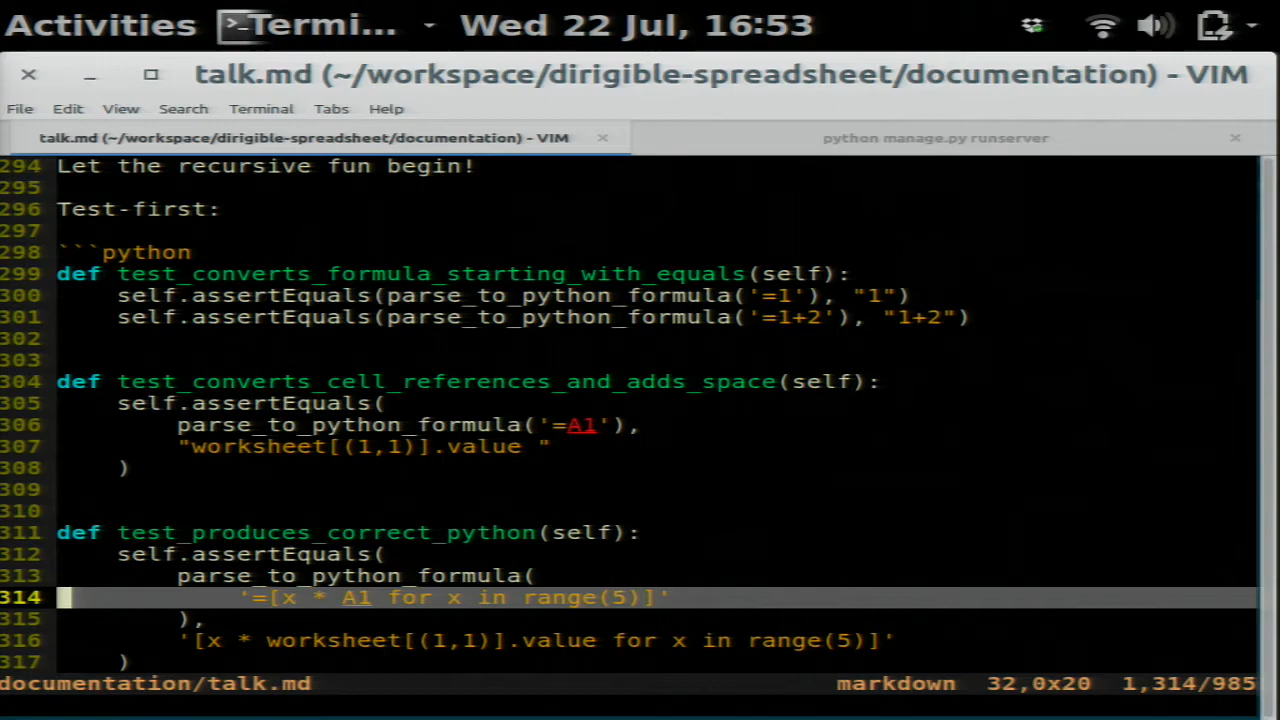 Activities >_ Termi... Wed 22 Jul, 16:53
talk.md (~/workspace/dirigible-spreadsheet/documentation) - VIM
File Edit View Search Terminal Tabs Help
talk.md (~/workspace/dirigible-spreadsheet/documentation) - VIM × python manage.py runserver ×
294 Let the recursive fun begin!
295
296 Test-first:
297
298 ```python
299 def test_converts_formula_starting_with_equals(self):
300     self.assertEquals(parse_to_python_formula('=1'), "1")
301     self.assertEquals(parse_to_python_formula('=1+2'), "1+2")
302
303
304 def test_converts_cell_references_and_adds_space(self):
305     self.assertEquals(
306         parse_to_python_formula('=A1'),
307         "worksheet[(1,1)].value "
308     )
309
310
311 def test_produces_correct_python(self):
312     self.assertEquals(
313         parse_to_python_formula(
314             '=[x * A1 for x in range(5)]'
315         ),
316         '[x * worksheet[(1,1)].value for x in range(5)]'
317     )
documentation/talk.md markdown 32,0x20 1,314/985